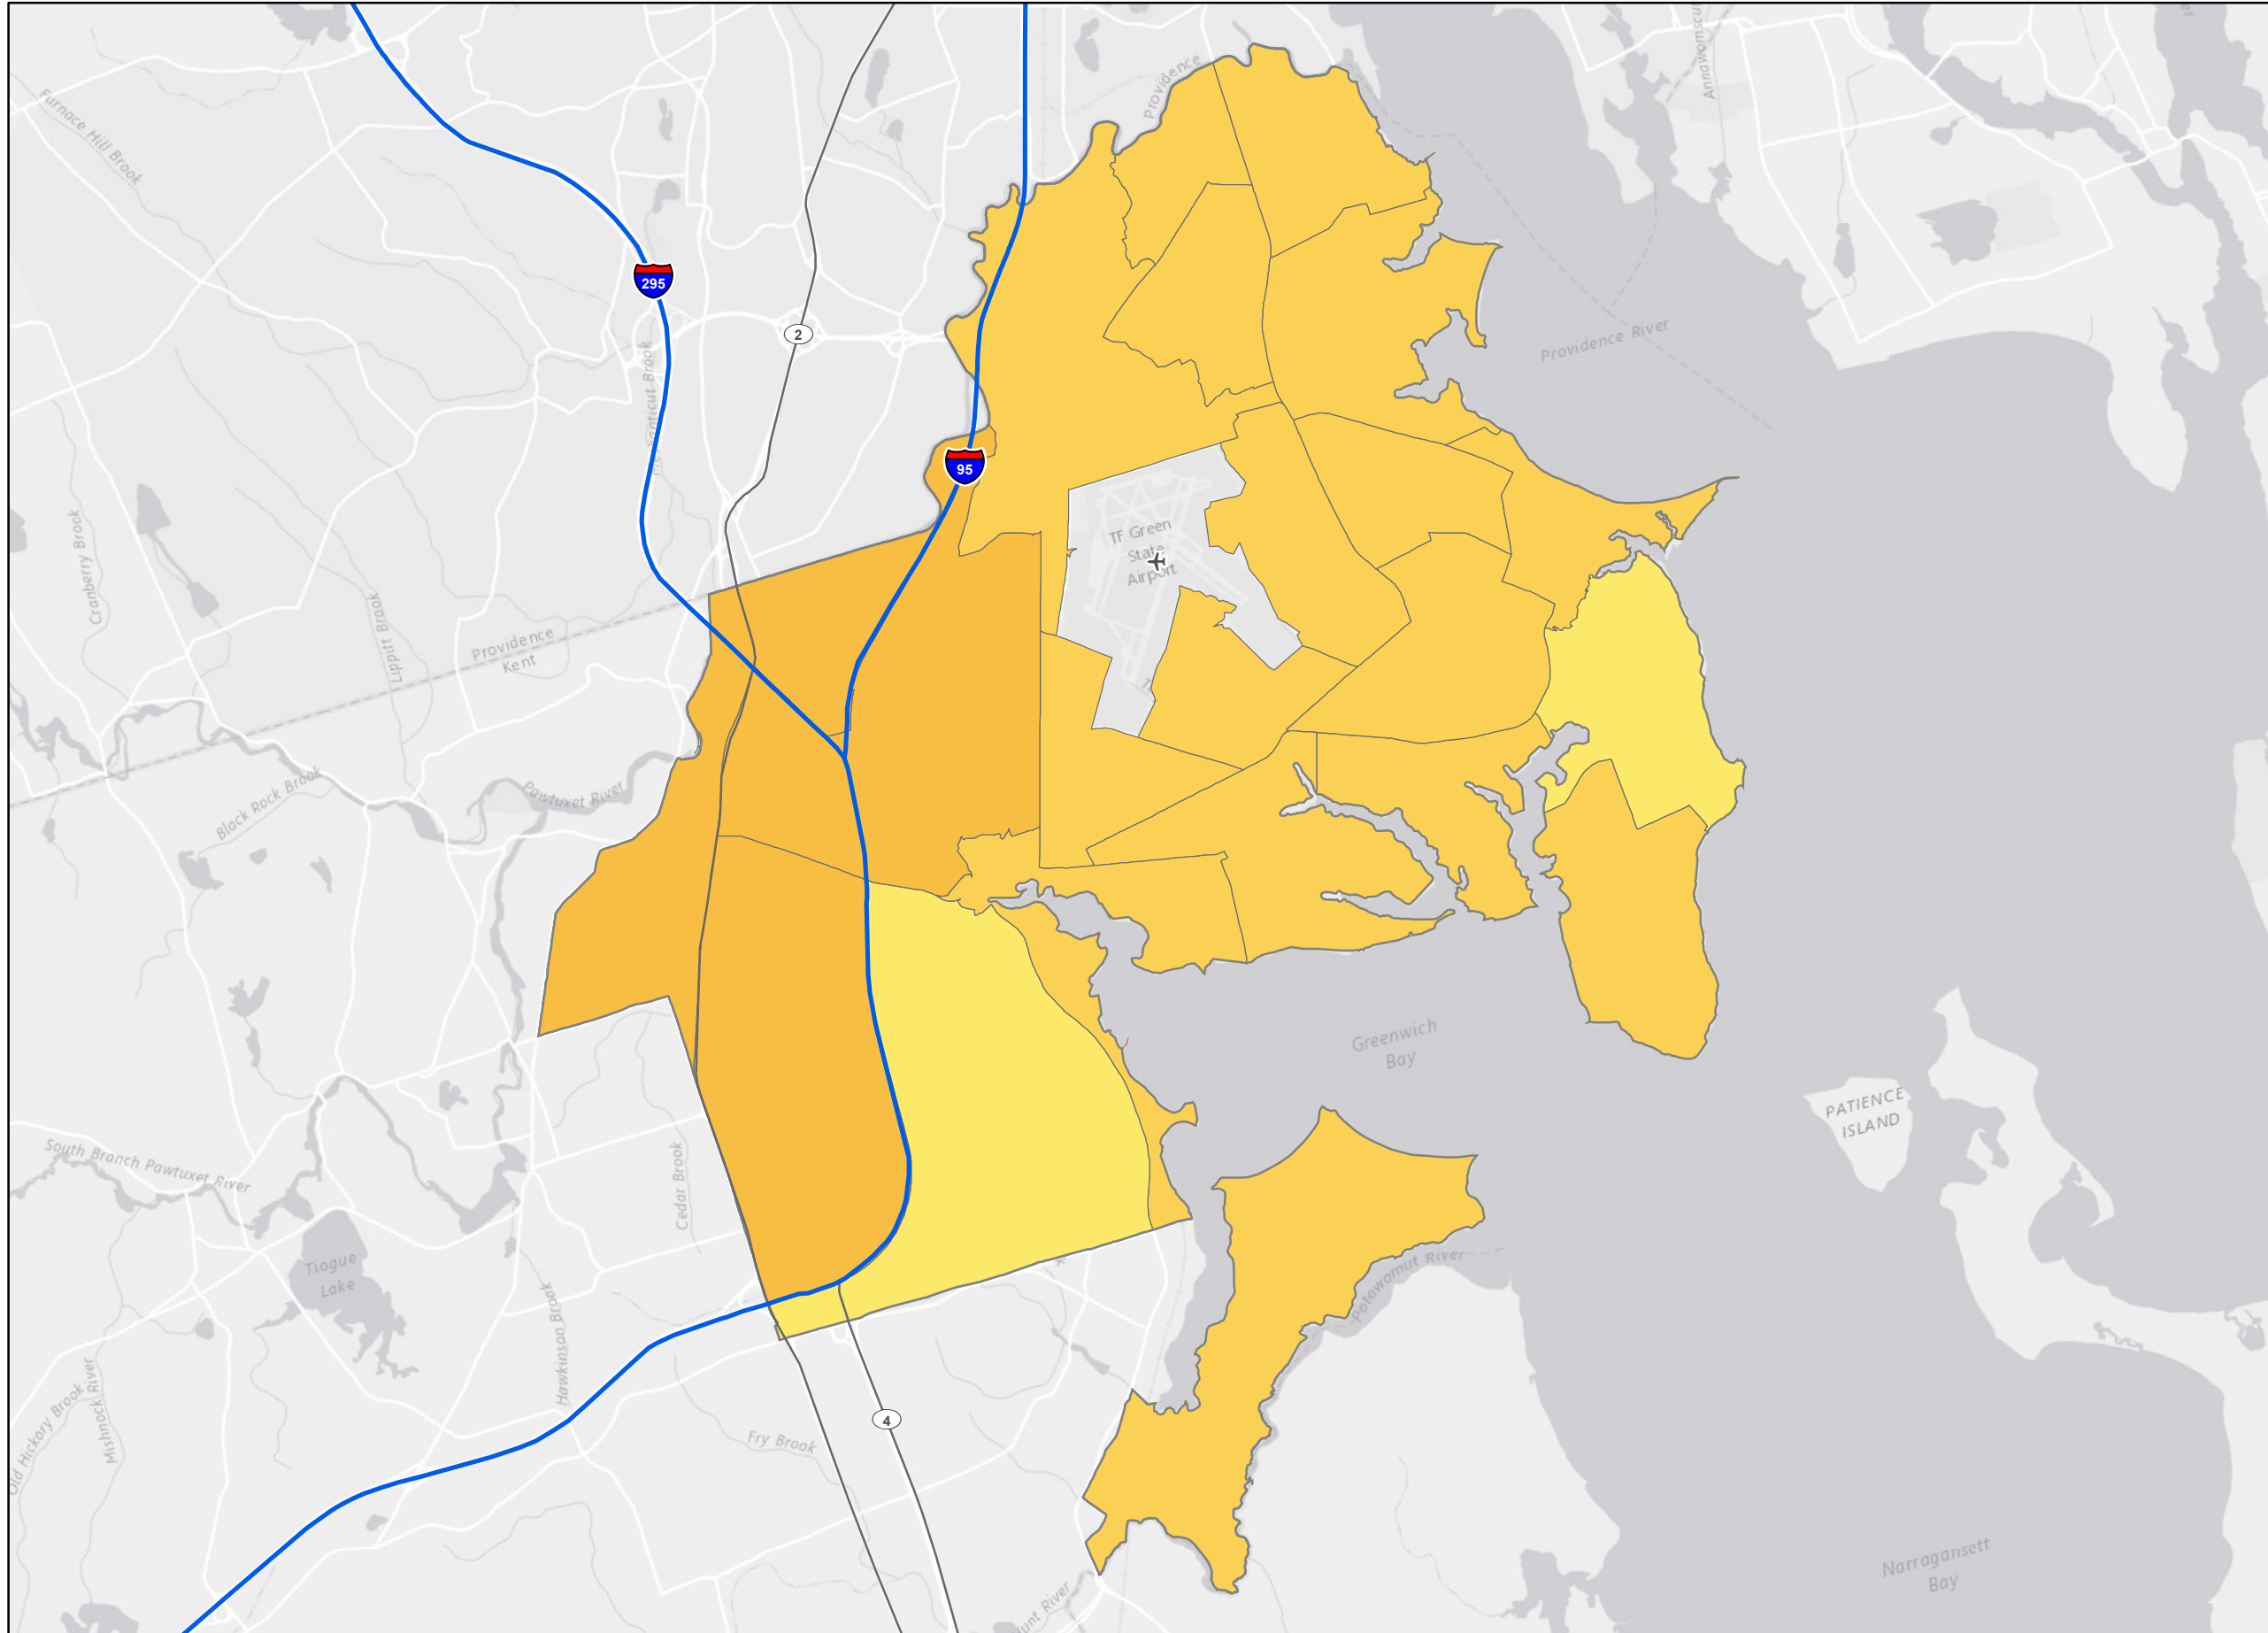 Furnace Hill Brook
Providence
295
2
Providence River
95
TF Green
State
Airport
Cranberry Brook
Lippitt Brook
Providence
Kent
Pawtuxet River
Black Rock Brook
Greenwich
Bay
PATIENCE
ISLAND
South Branch Pawtuxet River
Cedar Brook
Tiogue
Lake
Potowomut River
Hawkinson Brook
Mishnock River
Old Hickory Brook
4
Fry Brook
Narragansett
Bay